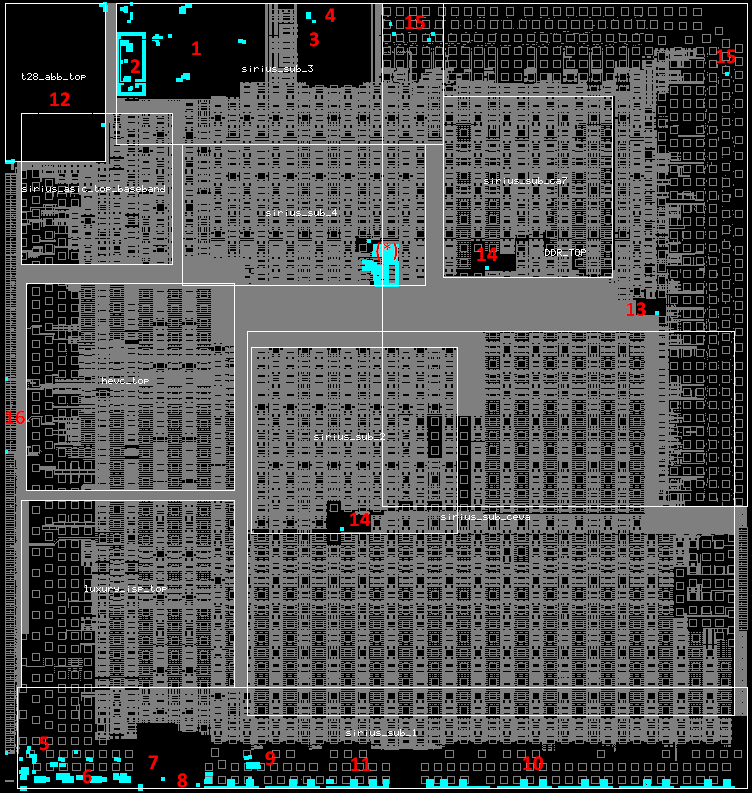 4
15
3
1
15
2
sirius_sub_3
t28_abb_top
12
sirius_sub_ca7
sirius_asic_top_baseband
sirius_sub_4
(*)
14
DDR_TOP
13
hevc_top
16
sirius_sub_2
14
sirius_sub_ceva
luxury_isp_top
sirius_sub_1
5
9
7
11
10
6
8